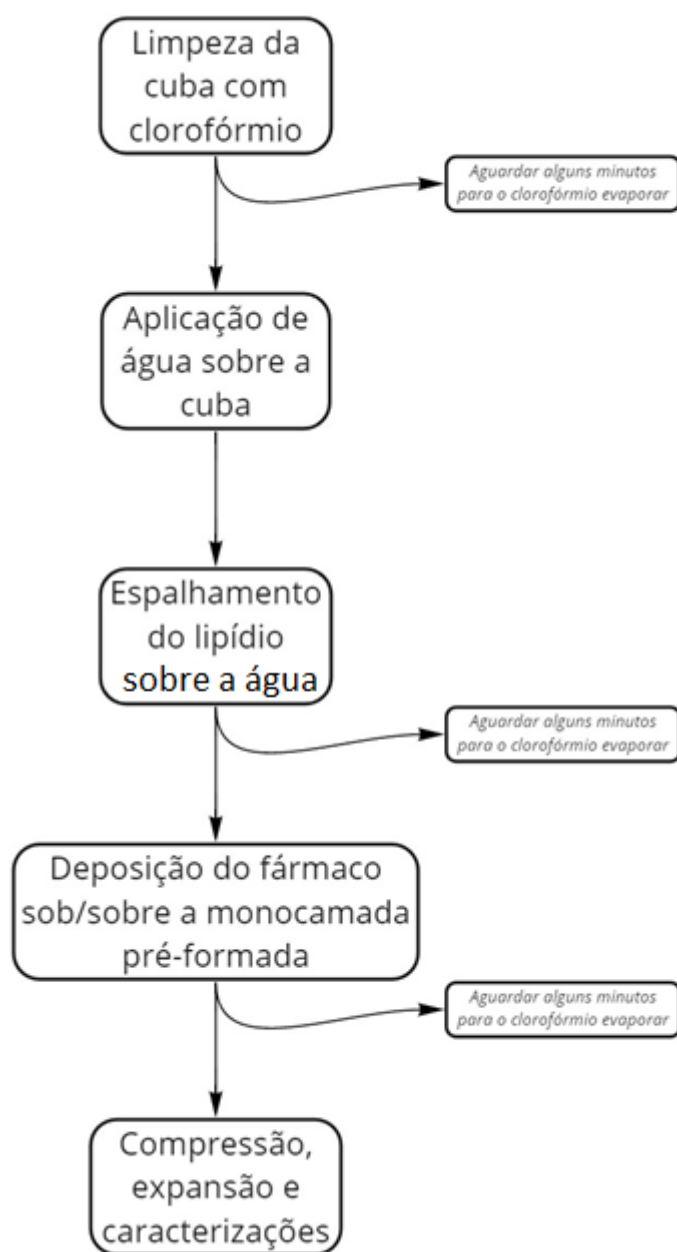 Limpeza da
cuba com
clorofórmio
Aguardar alguns minutos
para o clorofórmio evaporar
Aplicação de
água sobre a
cuba
Espalhamento
do lipídio
sobre a água
Aguardar alguns minutos
para o clorofórmio evaporar
Deposição do fármaco
sob/sobre a monocamada
pré-formada
Aguardar alguns minutos
para o clorofórmio evaporar
Compressão,
expansão e
caracterizações